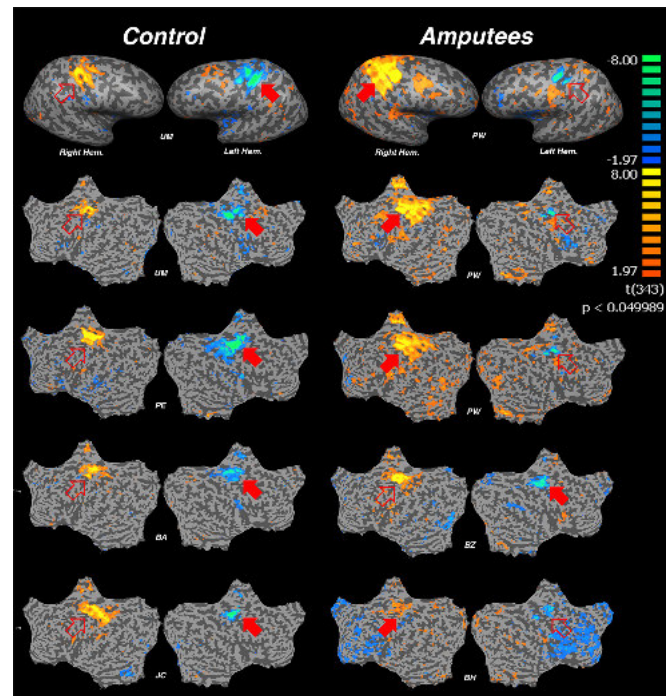 Control
Amputees
-8.00
-1.97
8.00
1.97
t(343)
p < 0.049989
UM
PW
Right Hem.
Left Hem.
Right Hem.
Left Hem.
UM
PW
PE
PW
BA
BZ
JC
BH